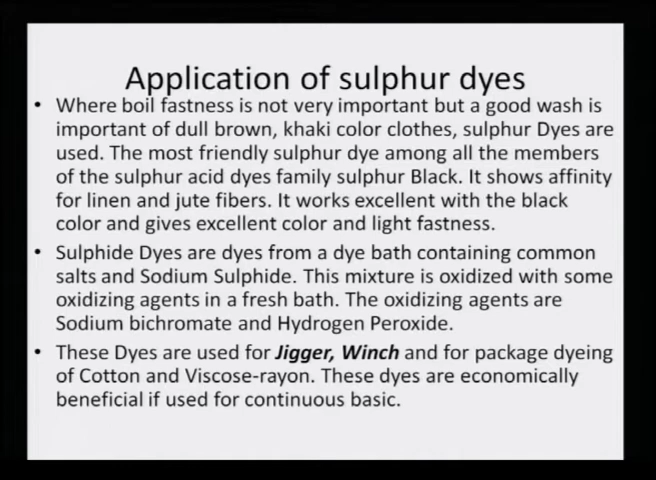 Application of sulphur dyes
• Where boil fastness is not very important but a good wash is
important of dull brown, khaki color clothes, sulphur Dyes are
used. The most friendly sulphur dye among all the members
of the sulphur acid dyes family sulphur Black. It shows affinity
for linen and jute fibers. It works excellent with the black
color and gives excellent color and light fastness.
• Sulphide Dyes are dyes from a dye bath containing common
salts and Sodium Sulphide. This mixture is oxidized with some
oxidizing agents in a fresh bath. The oxidizing agents are
Sodium bichromate and Hydrogen Peroxide.
• These Dyes are used for Jigger, Winch and for package dyeing
of Cotton and Viscose-rayon. These dyes are economically
beneficial if used for continuous basic.